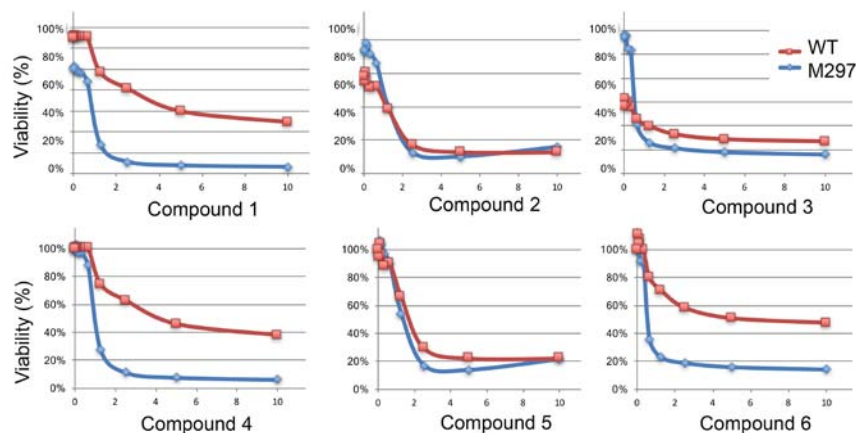 Viability (%)
100%
80%
60%
40%
20%
0%
0 2 4 6 8 10
Compound 1
100%
80%
60%
40%
20%
0%
0 2 4 6 8 10
Compound 2
100%
80%
60%
40%
20%
0%
0 2 4 6 8 10
Compound 3
WT
M297
Viability (%)
100%
80%
60%
40%
20%
0%
0 2 4 6 8 10
Compound 4
100%
80%
60%
40%
20%
0%
0 2 4 6 8 10
Compound 5
100%
80%
60%
40%
20%
0%
0 2 4 6 8 10
Compound 6